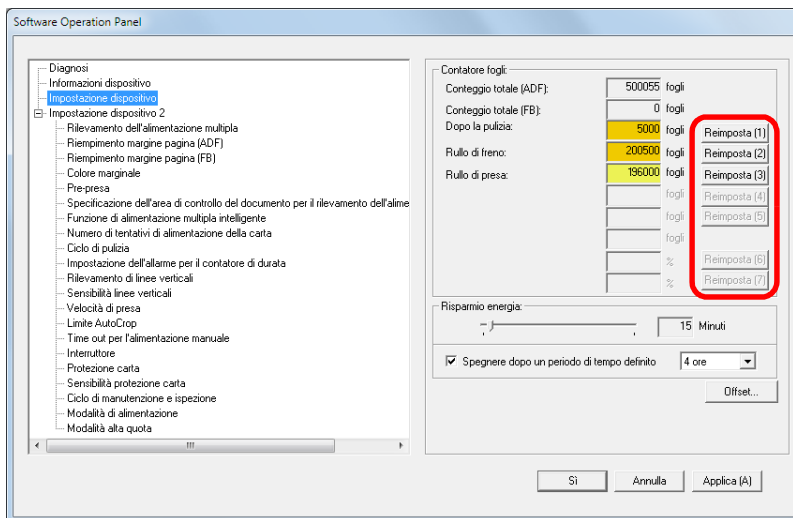 Software Operation Panel
Diagnosi
Informazioni dispositivo
Impostazione dispositivo
Impostazione dispositivo 2
Rilevamento dell'alimentazione multipla
Riempimento margine pagina (ADF)
Riempimento margine pagina (FB)
Colore marginale
Pre-presa
Specificazione dell'area di controllo del documento per il rilevamento dell'alime
Funzione di alimentazione multipla intelligente
Numero di tentativi di alimentazione della carta
Ciclo di pulizia
Impostazione dell'allarme per il contatore di durata
Rilevamento di linee verticali
Sensibilità linee verticali
Velocità di presa
Limite AutoCrop
Time out per l'alimentazione manuale
Interruttore
Protezione carta
Sensibilità protezione carta
Ciclo di manutenzione e ispezione
Modalità di alimentazione
Modalità alta quota
Contatore fogli:
Conteggio totale (ADF): 500055 fogli
Conteggio totale (FB): 0 fogli
Dopo la pulizia: 5000 fogli Reimposta (1)
Rullo di freno: 200500 fogli Reimposta (2)
Rullo di presa: 196000 fogli Reimposta (3)
fogli Reimposta (4)
fogli Reimposta (5)
fogli
% Reimposta (6)
% Reimposta (7)
Risparmio energia:
15 Minuti
Spegnere dopo un periodo di tempo definito 4 ore
Offset...
Sì Annulla Applica (A)